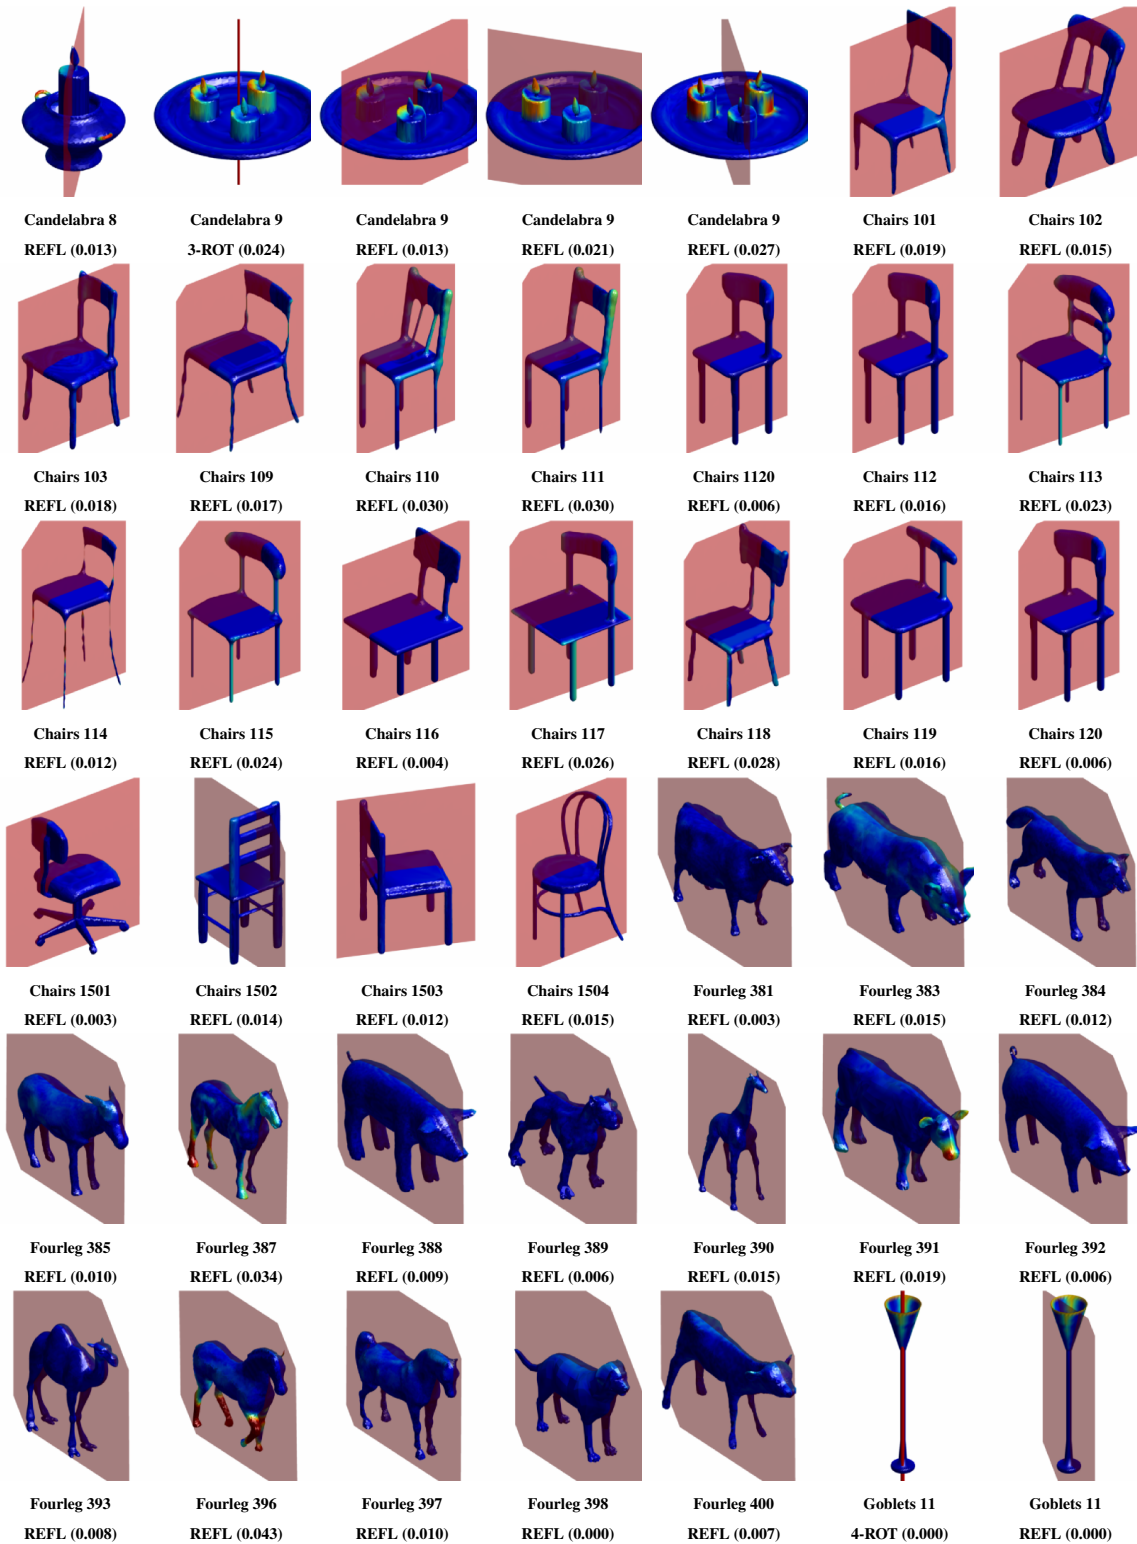 Candelabra 8 Candelabra 9 Candelabra 9 Candelabra 9 Candelabra 9 Chairs 101 Chairs 102
REFL (0.013) 3-ROT (0.024) REFL (0.013) REFL (0.021) REFL (0.027) REFL (0.019) REFL (0.015)
Chairs 103 Chairs 109 Chairs 110 Chairs 111 Chairs 1120 Chairs 112 Chairs 113
REFL (0.018) REFL (0.017) REFL (0.030) REFL (0.030) REFL (0.006) REFL (0.016) REFL (0.023)
Chairs 114 Chairs 115 Chairs 116 Chairs 117 Chairs 118 Chairs 119 Chairs 120
REFL (0.012) REFL (0.024) REFL (0.004) REFL (0.026) REFL (0.028) REFL (0.016) REFL (0.006)
Chairs 1501 Chairs 1502 Chairs 1503 Chairs 1504 Fourleg 381 Fourleg 383 Fourleg 384
REFL (0.003) REFL (0.014) REFL (0.012) REFL (0.015) REFL (0.003) REFL (0.015) REFL (0.012)
Fourleg 385 Fourleg 387 Fourleg 388 Fourleg 389 Fourleg 390 Fourleg 391 Fourleg 392
REFL (0.010) REFL (0.034) REFL (0.009) REFL (0.006) REFL (0.015) REFL (0.019) REFL (0.006)
Fourleg 393 Fourleg 396 Fourleg 397 Fourleg 398 Fourleg 400 Goblets 11 Goblets 11
REFL (0.008) REFL (0.043) REFL (0.010) REFL (0.000) REFL (0.007) 4-ROT (0.000) REFL (0.000)